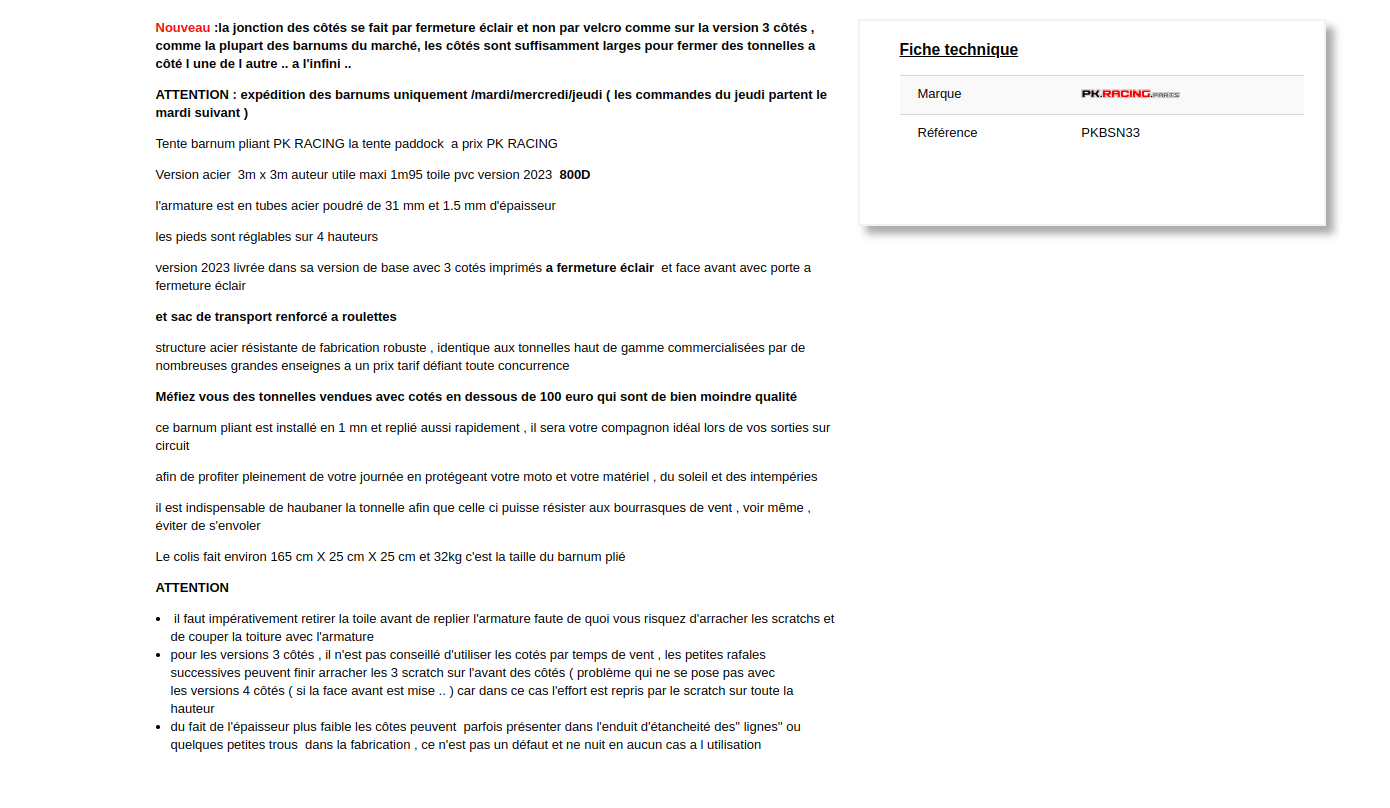 Nouveau :la jonction des côtés se fait par fermeture éclair et non par velcro comme sur la version 3 côtés ,
comme la plupart des barnums du marché, les côtés sont suffisamment larges pour fermer des tonnelles a
côté l une de l autre .. a l'infini ..
ATTENTION : expédition des barnums uniquement /mardi/mercredi/jeudi ( les commandes du jeudi partent le
mardi suivant )
Tente barnum pliant PK RACING la tente paddock  a prix PK RACING
Version acier  3m x 3m auteur utile maxi 1m95 toile pvc version 2023  800D
l'armature est en tubes acier poudré de 31 mm et 1.5 mm d'épaisseur
les pieds sont réglables sur 4 hauteurs
version 2023 livrée dans sa version de base avec 3 cotés imprimés a fermeture éclair  et face avant avec porte a
fermeture éclair
et sac de transport renforcé a roulettes
structure acier résistante de fabrication robuste , identique aux tonnelles haut de gamme commercialisées par de
nombreuses grandes enseignes a un prix tarif défiant toute concurrence
Méfiez vous des tonnelles vendues avec cotés en dessous de 100 euro qui sont de bien moindre qualité
ce barnum pliant est installé en 1 mn et replié aussi rapidement , il sera votre compagnon idéal lors de vos sorties sur
circuit
afin de profiter pleinement de votre journée en protégeant votre moto et votre matériel , du soleil et des intempéries
il est indispensable de haubaner la tonnelle afin que celle ci puisse résister aux bourrasques de vent , voir même ,
éviter de s'envoler
Le colis fait environ 165 cm X 25 cm X 25 cm et 32kg c'est la taille du barnum plié
ATTENTION
•  il faut impérativement retirer la toile avant de replier l'armature faute de quoi vous risquez d'arracher les scratchs et
de couper la toiture avec l'armature
• pour les versions 3 côtés , il n'est pas conseillé d'utiliser les cotés par temps de vent , les petites rafales
successives peuvent finir arracher les 3 scratch sur l'avant des côtés ( problème qui ne se pose pas avec
les versions 4 côtés ( si la face avant est mise .. ) car dans ce cas l'effort est repris par le scratch sur toute la
hauteur
• du fait de l'épaisseur plus faible les côtes peuvent  parfois présenter dans l'enduit d'étancheité des" lignes" ou
quelques petites trous  dans la fabrication , ce n'est pas un défaut et ne nuit en aucun cas a l utilisation
Fiche technique
Marque PK.RACING.PARTS
Référence PKBSN33